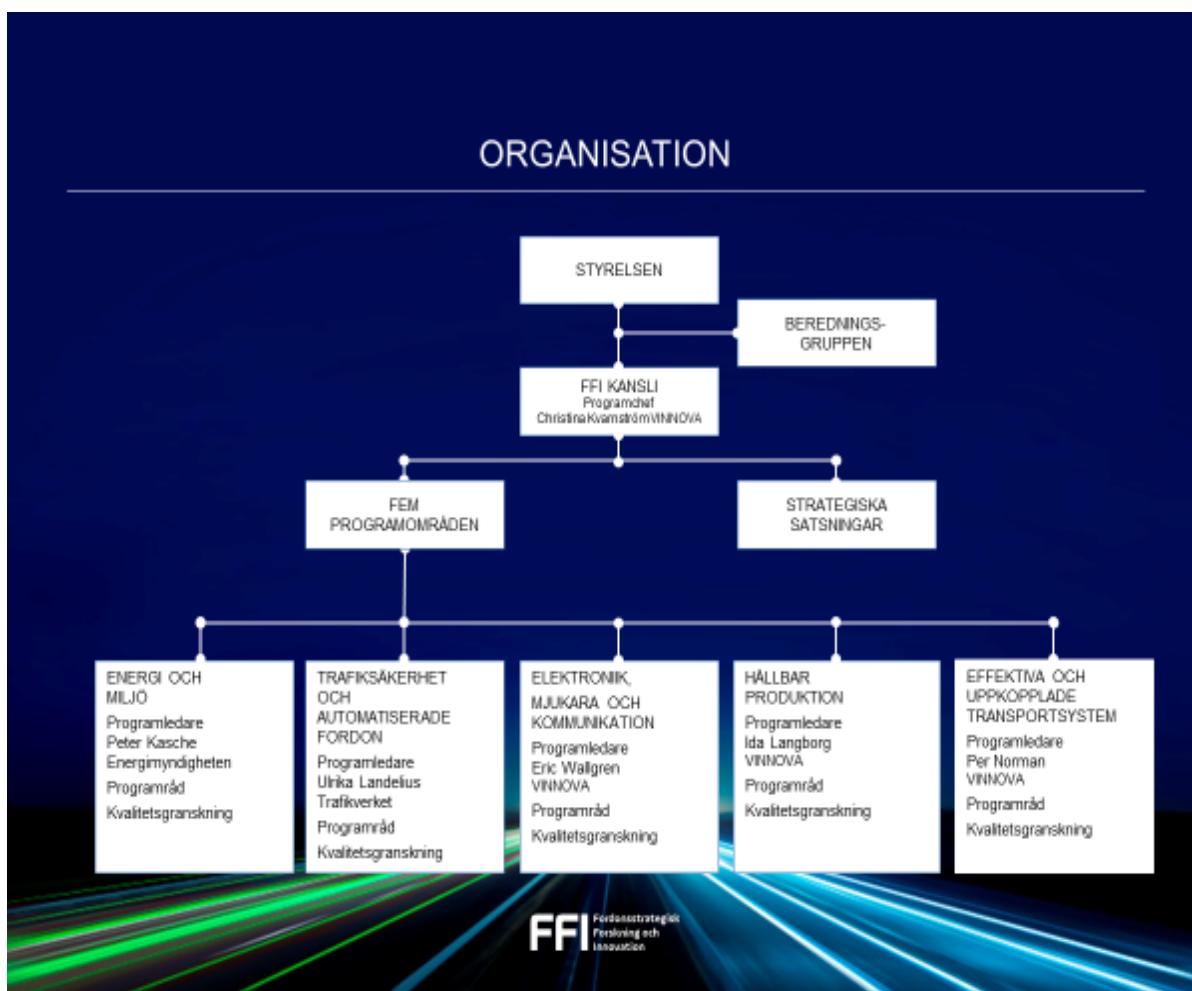 ORGANISATION
STYRELSEN
BEREDNINGS-
GRUPPEN
FFI KANSLI
Programchef
Christina Kvarnström VINNOVA
FEM
PROGRAMOMRÅDEN
STRATEGISKA
SATSNINGAR
ENERGI OCH
MILJÖ
Programledare
Peter Kasche
Energimyndigheten
Programråd
Kvalitetsgranskning
TRAFIKSÄKERHET
OCH
AUTOMATISERADE
FORDON
Programledare
Ulrika Landelius
Trafikverket
Programråd
Kvalitetsgranskning
ELEKTRONIK,
MJUKARA OCH
KOMMUNIKATION
Programledare
Eric Wallgren
VINNOVA
Programråd
Kvalitetsgranskning
HÅLLBAR
PRODUKTION
Programledare
Ida Langborg
VINNOVA
Programråd
Kvalitetsgranskning
EFFEKTIVA OCH
UPPKOPPLADE
TRANSPORTSYSTEM
Programledare
Per Norman
VINNOVA
Programråd
Kvalitetsgranskning
FFI
Fordonsstrategisk
Forskning och
Innovation